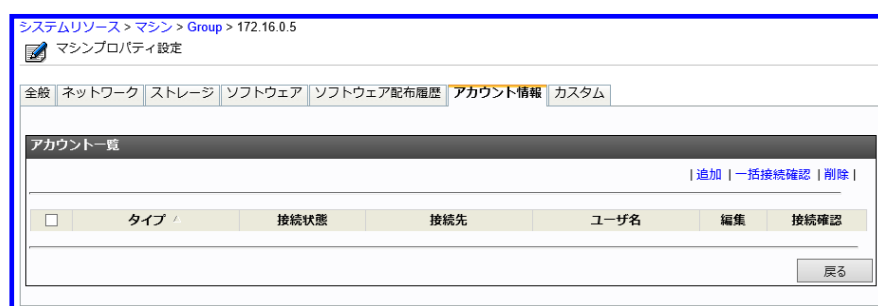 システムリソース > マシン > Group > 172.16.0.5
マシンプロパティ設定
全般 ネットワーク ストレージ ソフトウェア ソフトウェア配布履歴 アカウント情報 カスタム
アカウント一覧
| 追加 | 一括接続確認 | 削除 |
タイプ 接続状態 接続先 ユーザ名 編集 接続確認
戻る